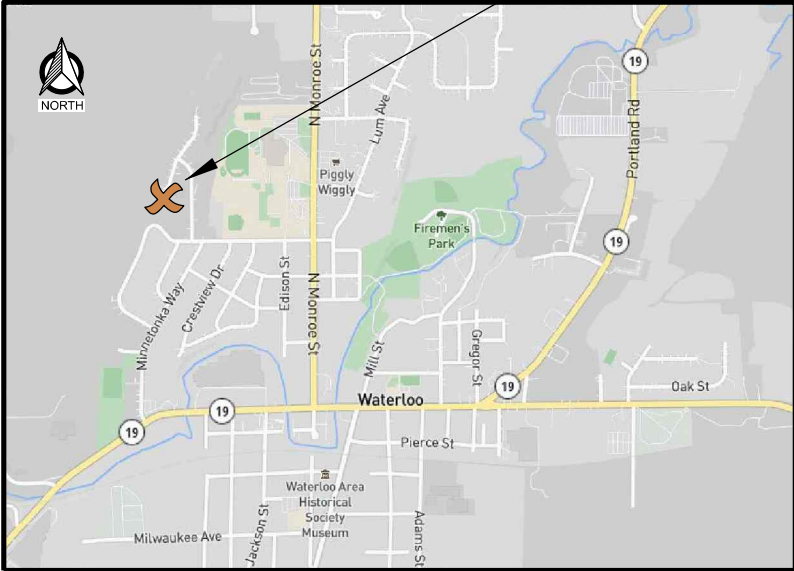 NORTH
N Monroe St
Lum Ave
19
Portland Rd
Piggly
Wiggly
Firemen's
Park
19
Minnetonka Way
Crestview Dr
Edison St
N Monroe St
Mill St
Gregor St
19
Oak St
Waterloo
19
19
Pierce St
Waterloo Area
Historical
Society
Museum
Milwaukee Ave
Jackson St
Adams St